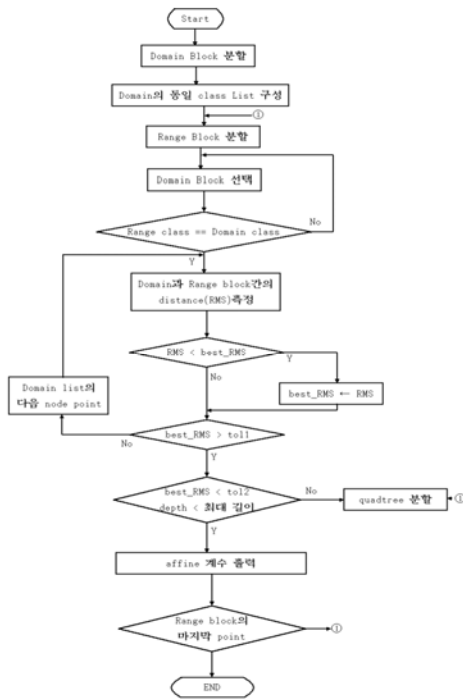 Start
Domain Block 분할
Domain의 동일 class List 구성
①
Range Block 분할
Domain Block 선택
No
Range class == Domain class
Y
Domain과 Range block간의
distance(RMS)측정
RMS < best_RMS
Y
No
best_RMS ← RMS
Domain list의
다음 node point
best_RMS > tol1
No
Y
best_RMS < tol2
depth < 최대 길이
No
quadtree 분할
①
Y
affine 계수 출력
Range block의
마지막 point
①
END